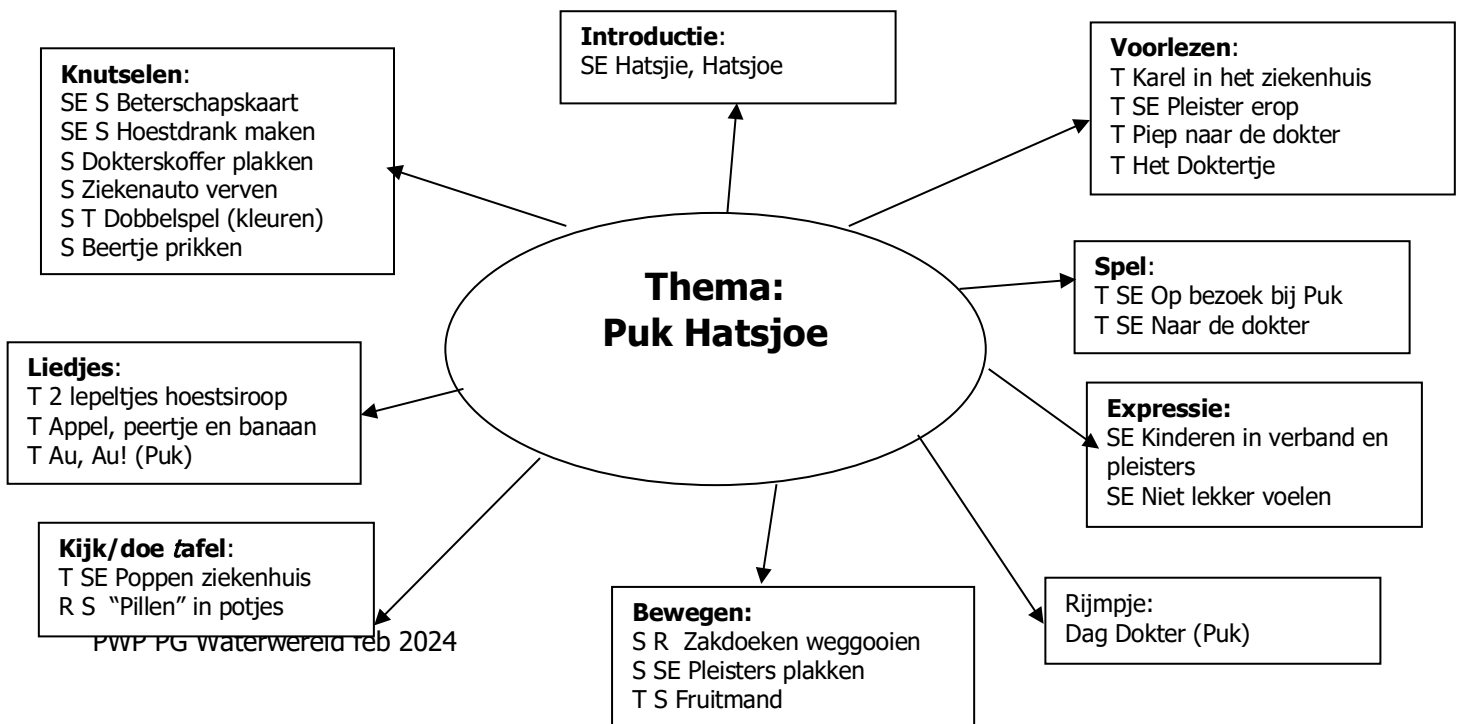 Introductie:
SE Hatsjie, Hatsjoe
Knutselen:
SE S Beterschapskaart
SE S Hoestdrank maken
S Dokterskoffer plakken
S Ziekenauto verven
S T Dobbelspel (kleuren)
S Beertje prikken
Voorlezen:
T Karel in het ziekenhuis
T SE Pleister erop
T Piep naar de dokter
T Het Doktertje
Thema:
Puk Hatsjoe
Spel:
T SE Op bezoek bij Puk
T SE Naar de dokter
Liedjes:
T 2 lepeltjes hoestsiroop
T Appel, peertje en banaan
T Au, Au! (Puk)
Expressie:
SE Kinderen in verband en
pleisters
SE Niet lekker voelen
Kijk/doe tafel:
T SE Poppen ziekenhuis
R S “Pillen” in potjes
PWP PG Waterwereld feb 2024
Bewegen:
S R Zakdoeken weggooien
S SE Pleisters plakken
T S Fruitmand
Rijmpje:
Dag Dokter (Puk)